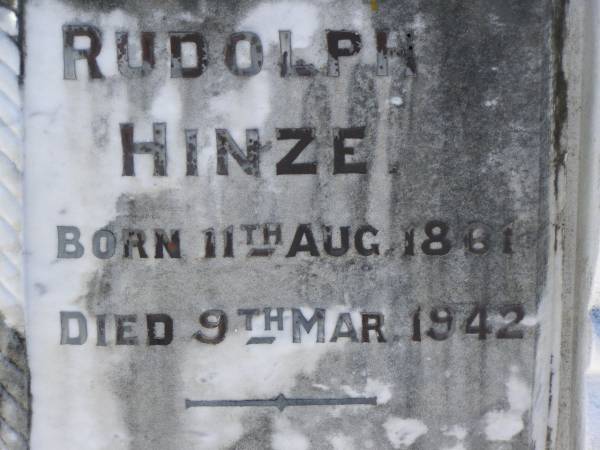 RUDOLPH
HINZE.
BORN 11TH AUG. 1861
DIED 9TH MAR. 1942